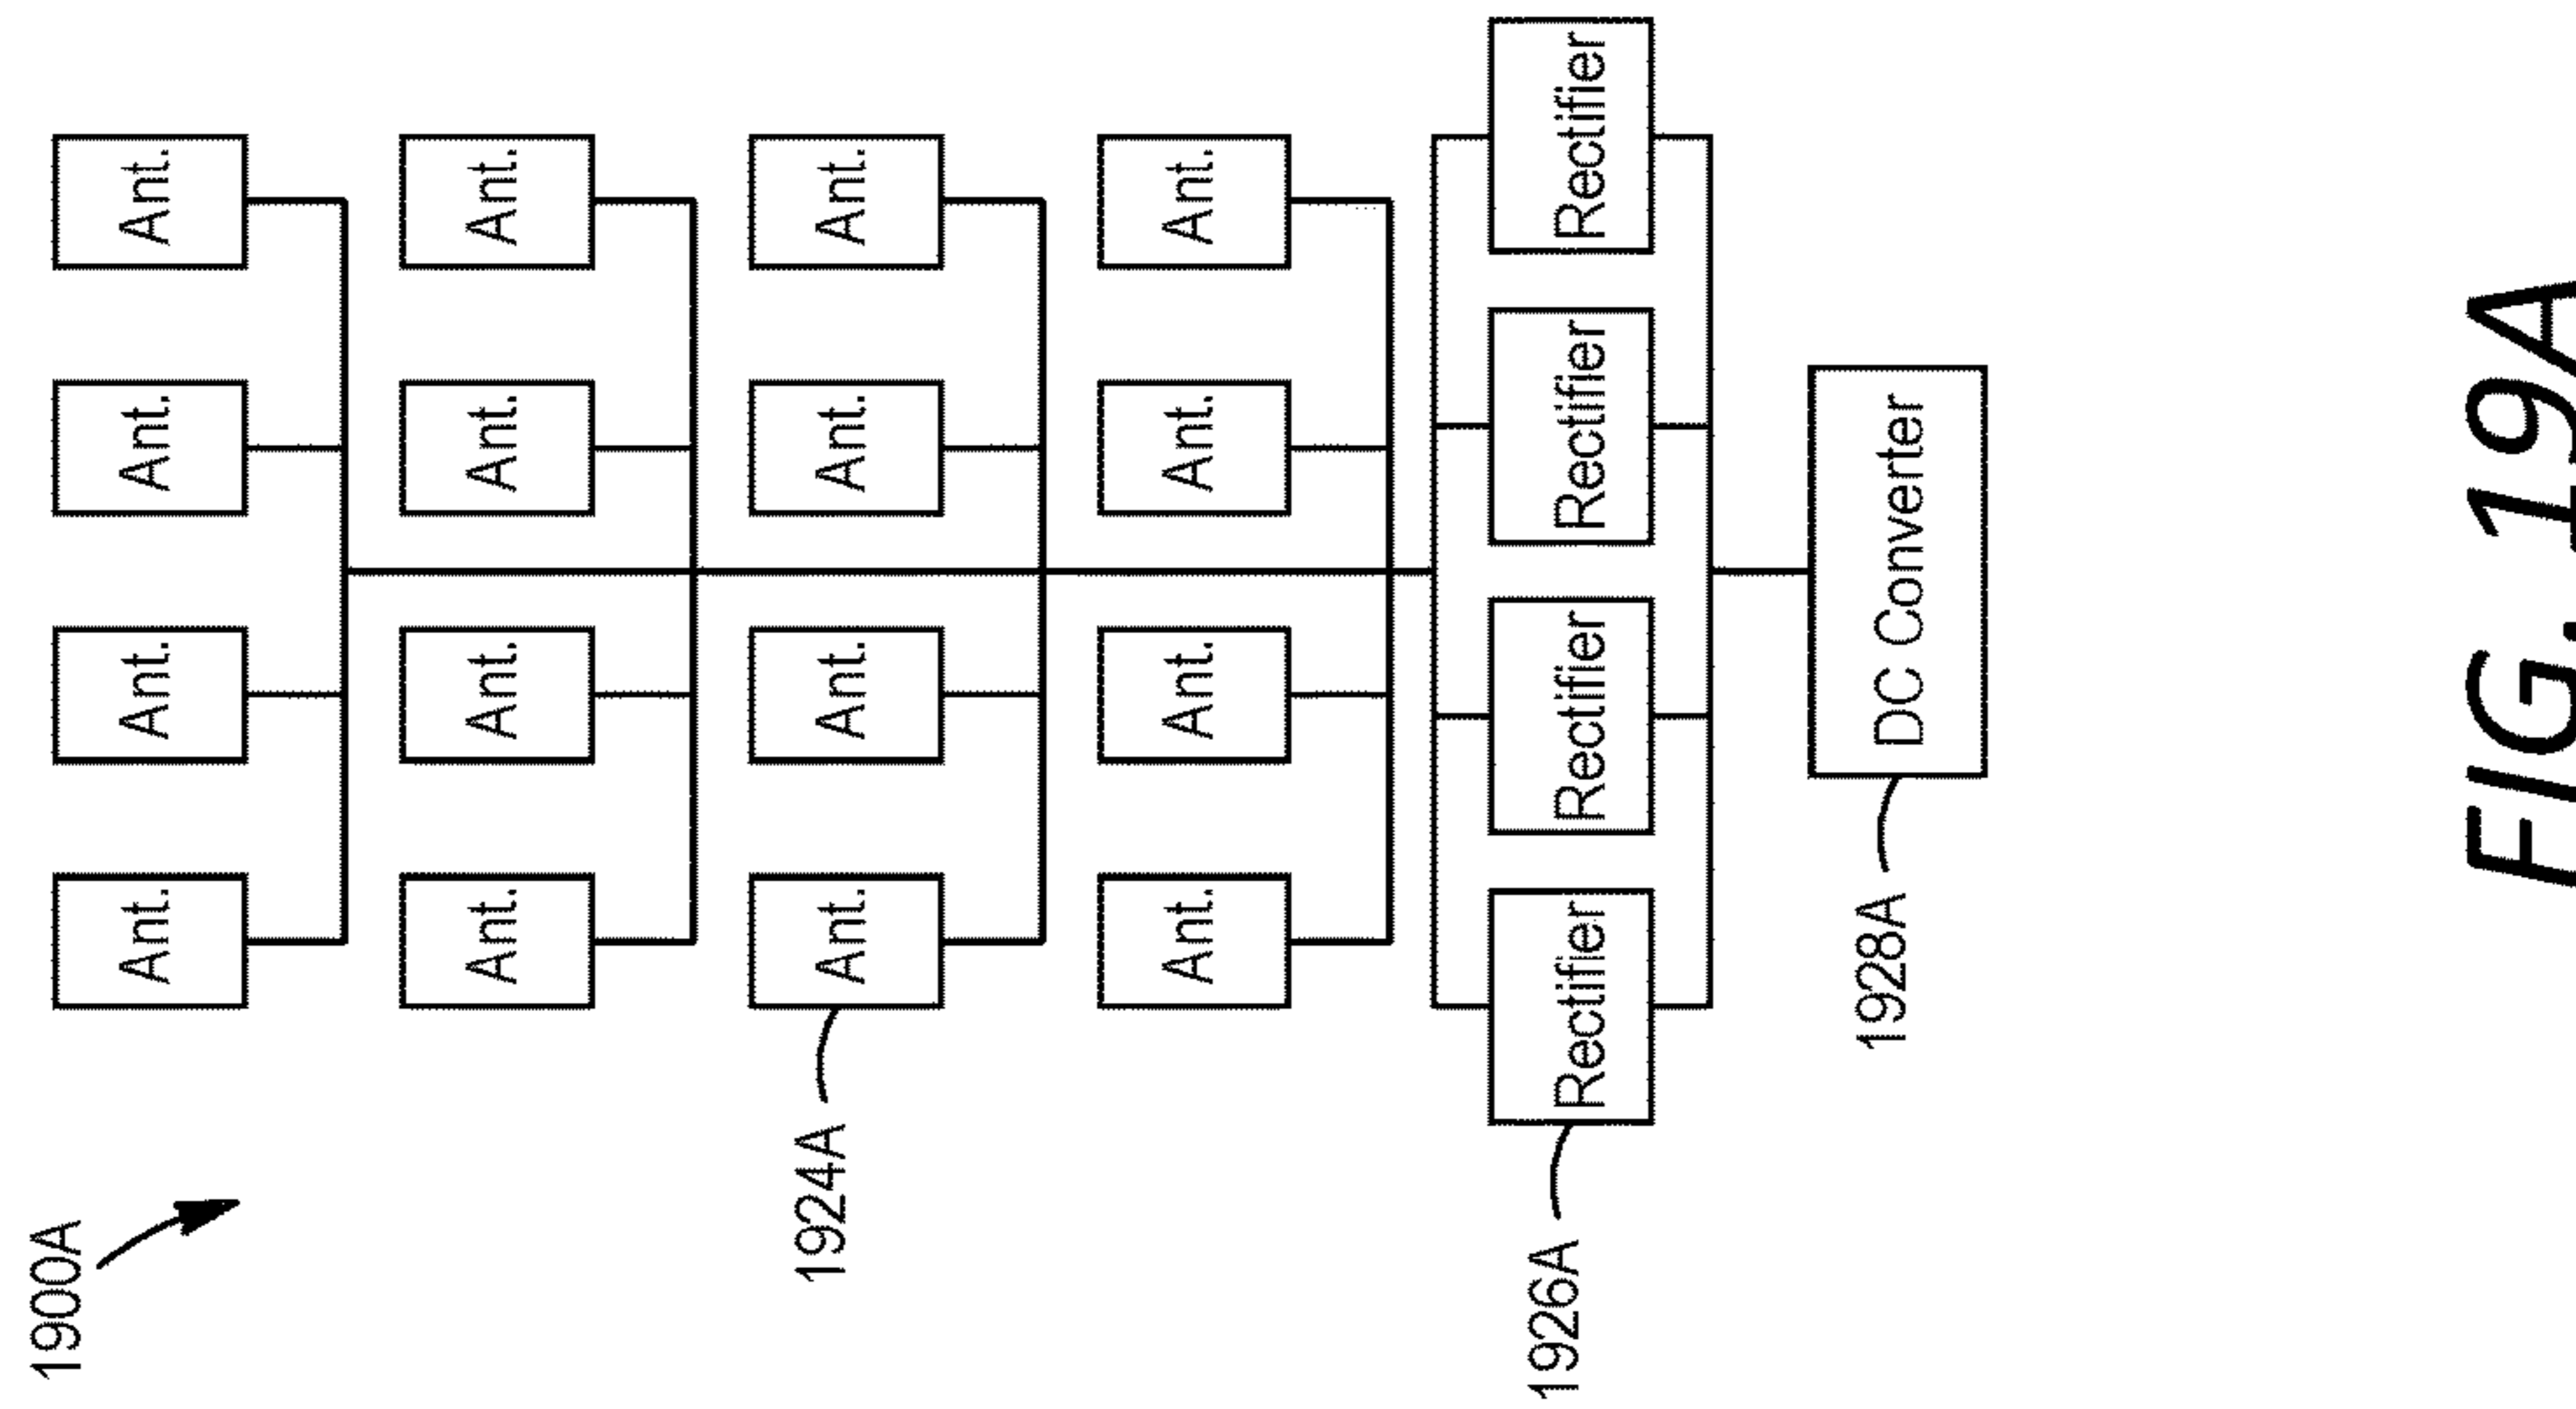 1900A
Ant. Ant. Ant. Ant.
Ant. Ant. Ant. Ant.
1924A
Ant. Ant. Ant. Ant.
Ant. Ant. Ant. Ant.
1926A
Rectifier Rectifier Rectifier Rectifier
1928A
DC Converter
FIG. 19A